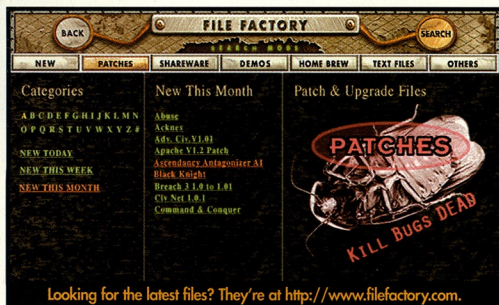 BACK
FILE FACTORY
SEARCH MODS
SEARCH
NEW
PATCHES
SHAREWARE
DEMOS
HOME BREW
TEXT FILES
OTHERS
Categories
A B C D E F G H I J K L M N
O P Q R S T U V W X Y Z #
NEW TODAY
NEW THIS WEEK
NEW THIS MONTH
New This Month
Abuse
Acknex
Adv. Civ.V1.01
Apache V1.2 Patch
Ascendancy Antagonizer AI
Black Knight
Breach 3 1.0 to 1.01
Civ Net 1.0.1
Command & Conquer
Patch & Upgrade Files
PATCHES
KILL BUGS DEAD
Looking for the latest files? They're at http://www.filefactory.com.